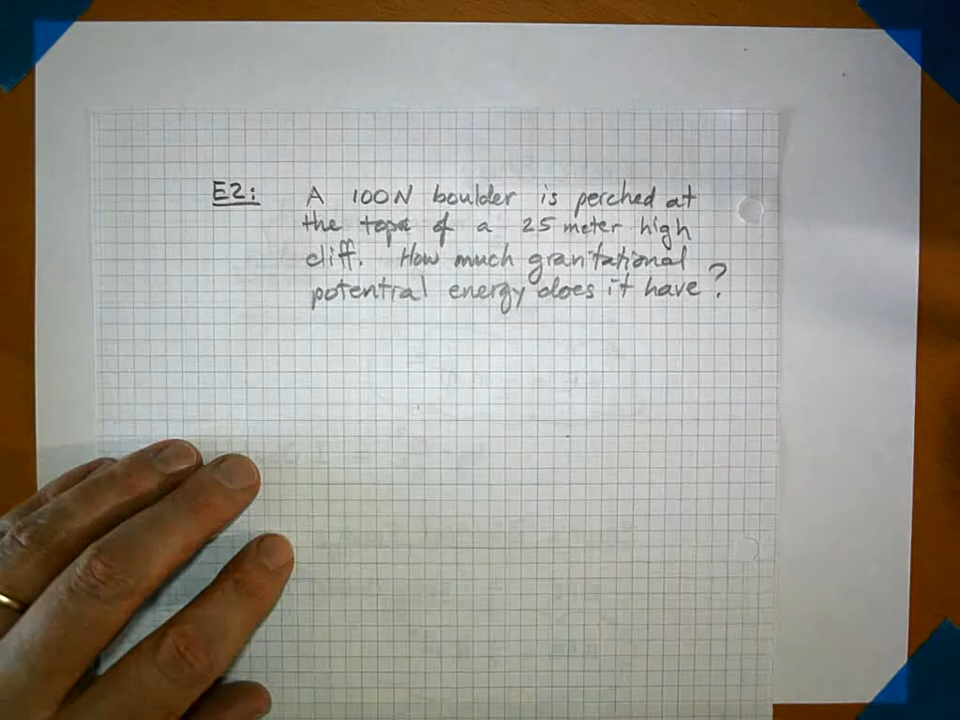 E2: A 100N boulder is perched at
the top of a 25 meter high
cliff. How much gravitational
potential energy does it have?